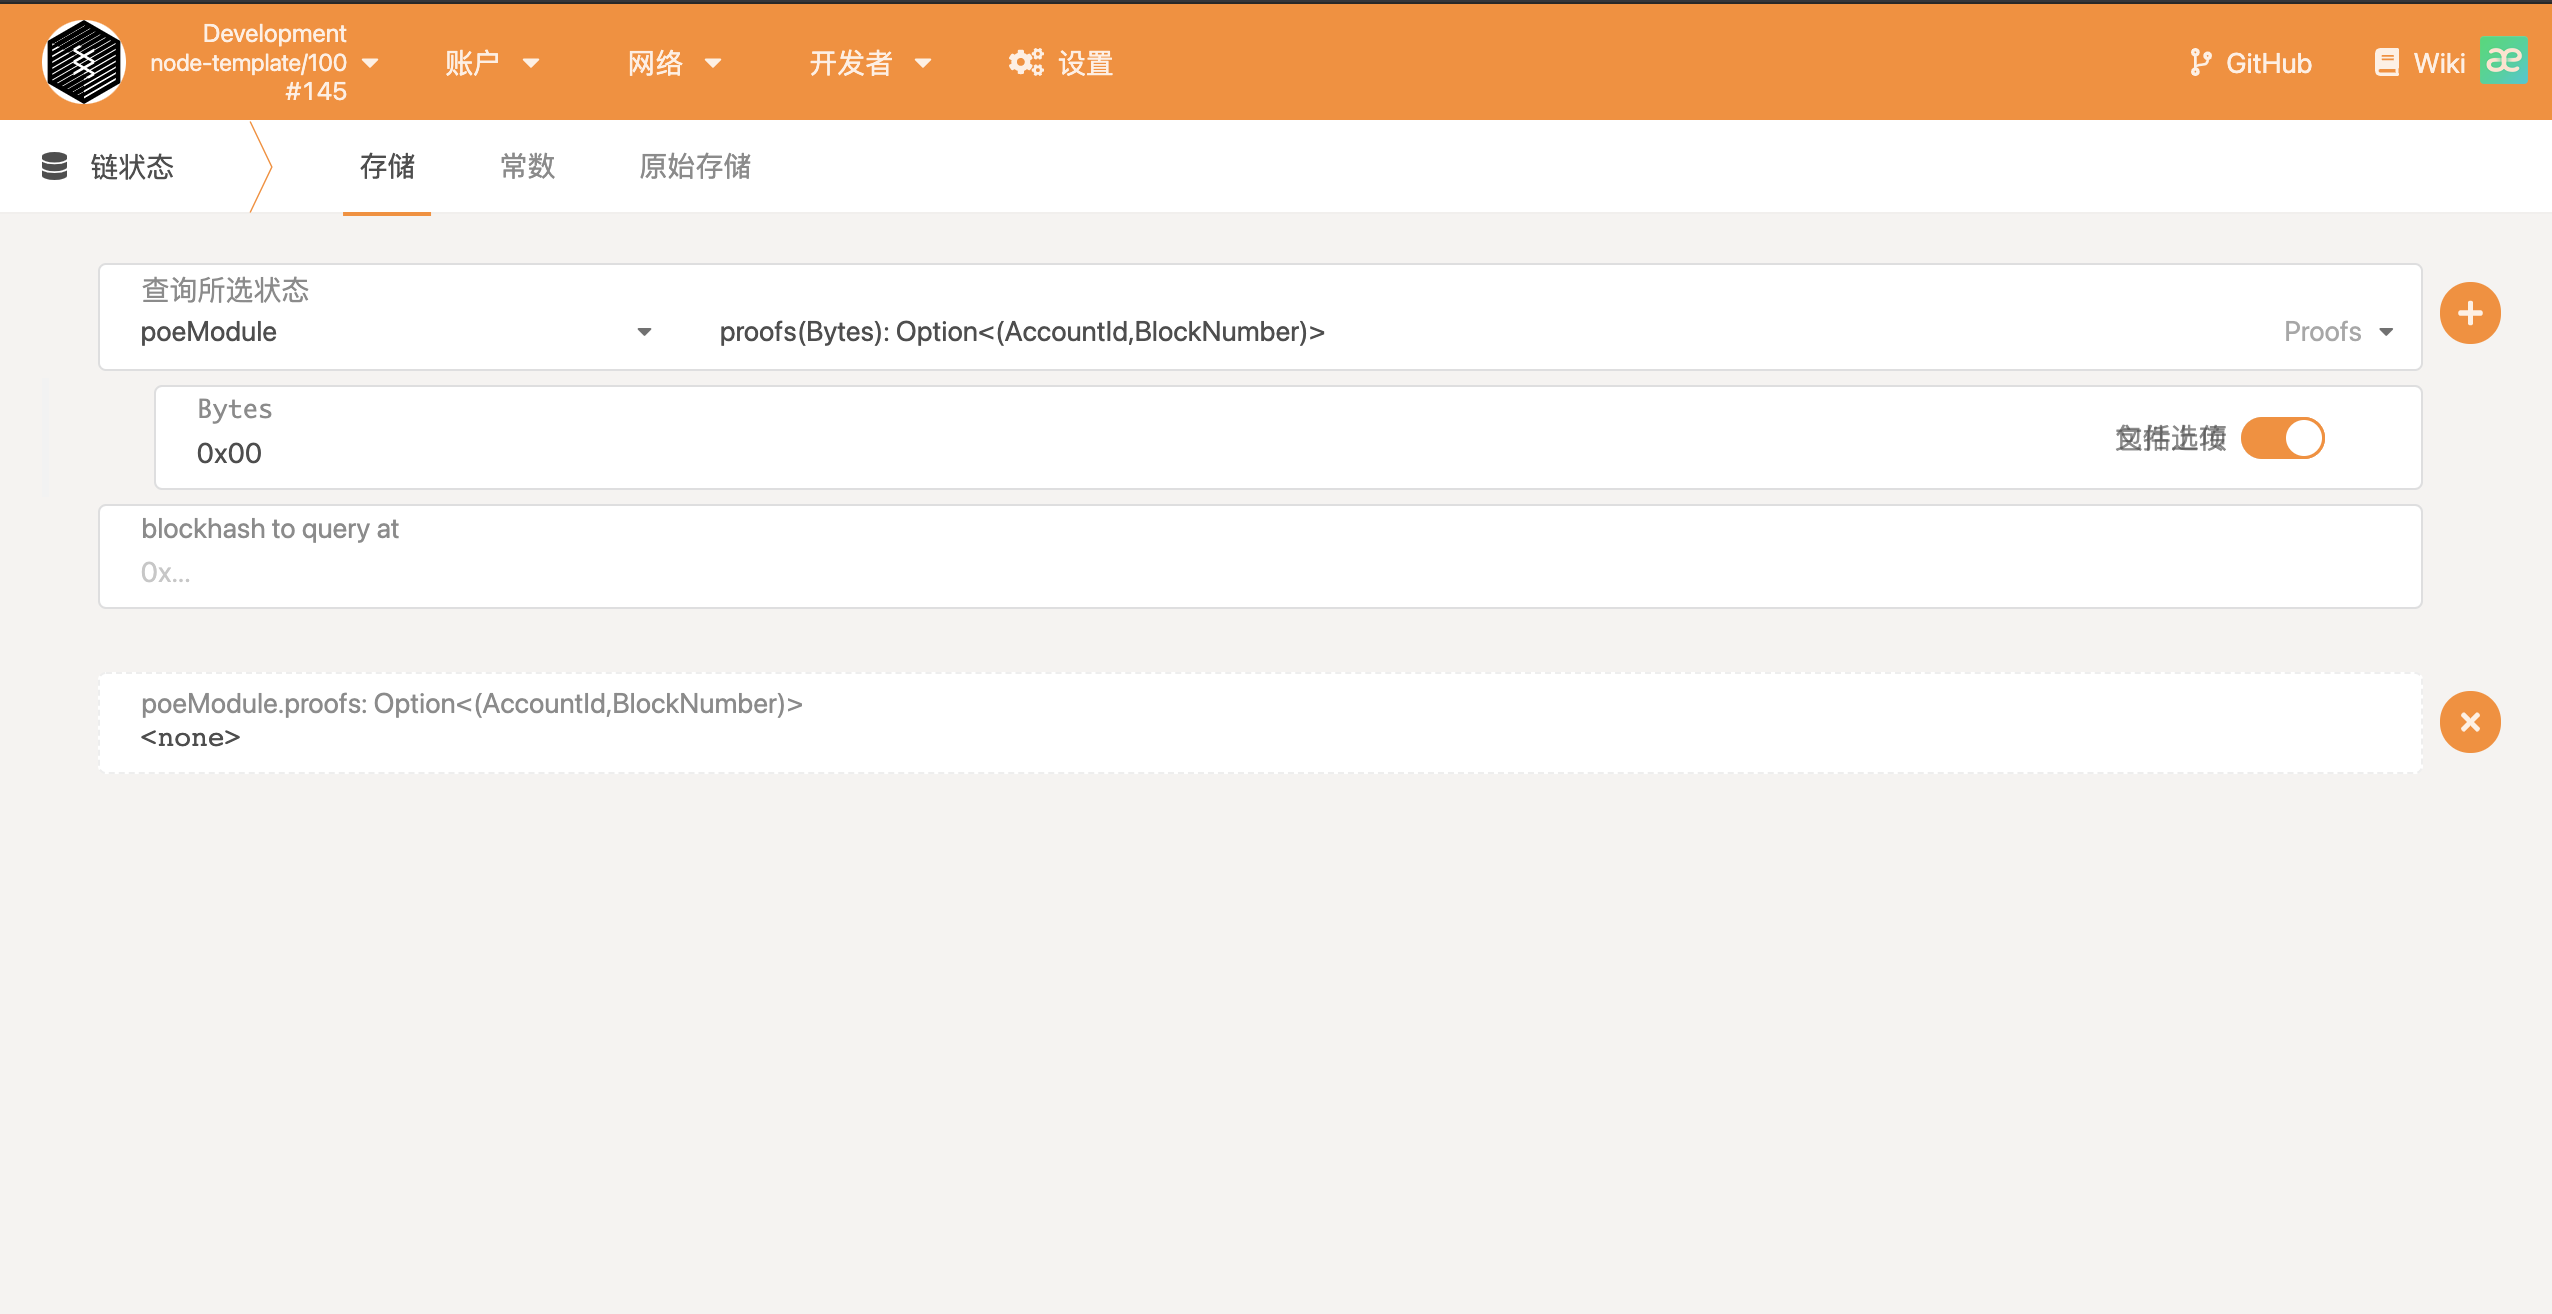 Development
node-template/100
#145
账户
网络
开发者
设置
GitHub
Wiki
æ
链状态
存储
常数
原始存储
查询所选状态
poeModule
proofs(Bytes): Option<(AccountId,BlockNumber)>
Proofs
Bytes
0x00
blockhash to query at
0x...
poeModule.proofs: Option<(AccountId,BlockNumber)>
<none>